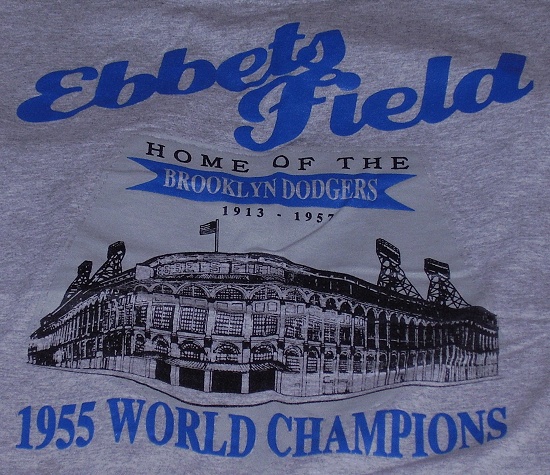 Ebbets
Field
HOME OF THE
BROOKLYN DODGERS
1913 - 1957
1955 WORLD CHAMPIONS